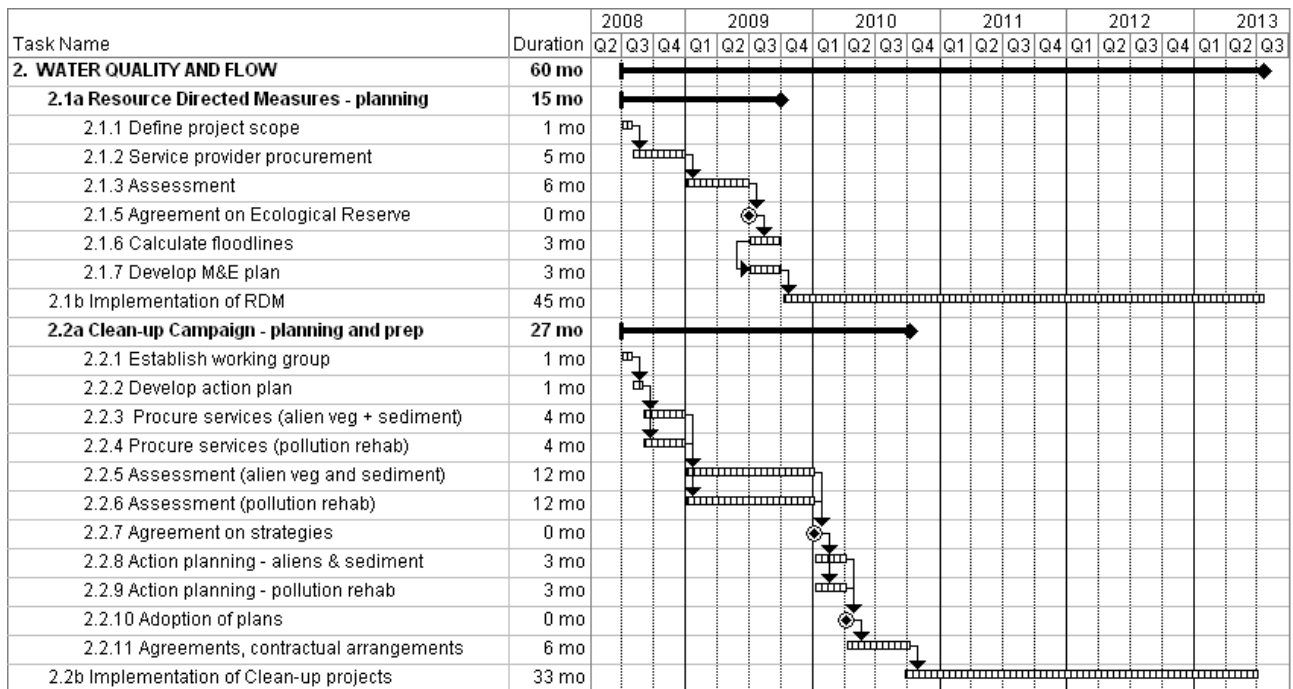 2008 2009 2010 2011 2012 2013
Task Name Duration Q2 Q3 Q4 Q1 Q2 Q3 Q4 Q1 Q2 Q3 Q4 Q1 Q2 Q3 Q4 Q1 Q2 Q3 Q4 Q1 Q2 Q3
2. WATER QUALITY AND FLOW 60 mo
2.1a Resource Directed Measures - planning 15 mo
2.1.1 Define project scope 1 mo
2.1.2 Service provider procurement 5 mo
2.1.3 Assessment 6 mo
2.1.5 Agreement on Ecological Reserve 0 mo
2.1.6 Calculate floodlines 3 mo
2.1.7 Develop M&E plan 3 mo
2.1b Implementation of RDM 45 mo
2.2a Clean-up Campaign - planning and prep 27 mo
2.2.1 Establish working group 1 mo
2.2.2 Develop action plan 1 mo
2.2.3 Procure services (alien veg + sediment) 4 mo
2.2.4 Procure services (pollution rehab) 4 mo
2.2.5 Assessment (alien veg and sediment) 12 mo
2.2.6 Assessment (pollution rehab) 12 mo
2.2.7 Agreement on strategies 0 mo
2.2.8 Action planning - aliens & sediment 3 mo
2.2.9 Action planning - pollution rehab 3 mo
2.2.10 Adoption of plans 0 mo
2.2.11 Agreements, contractual arrangements 6 mo
2.2b Implementation of Clean-up projects 33 mo